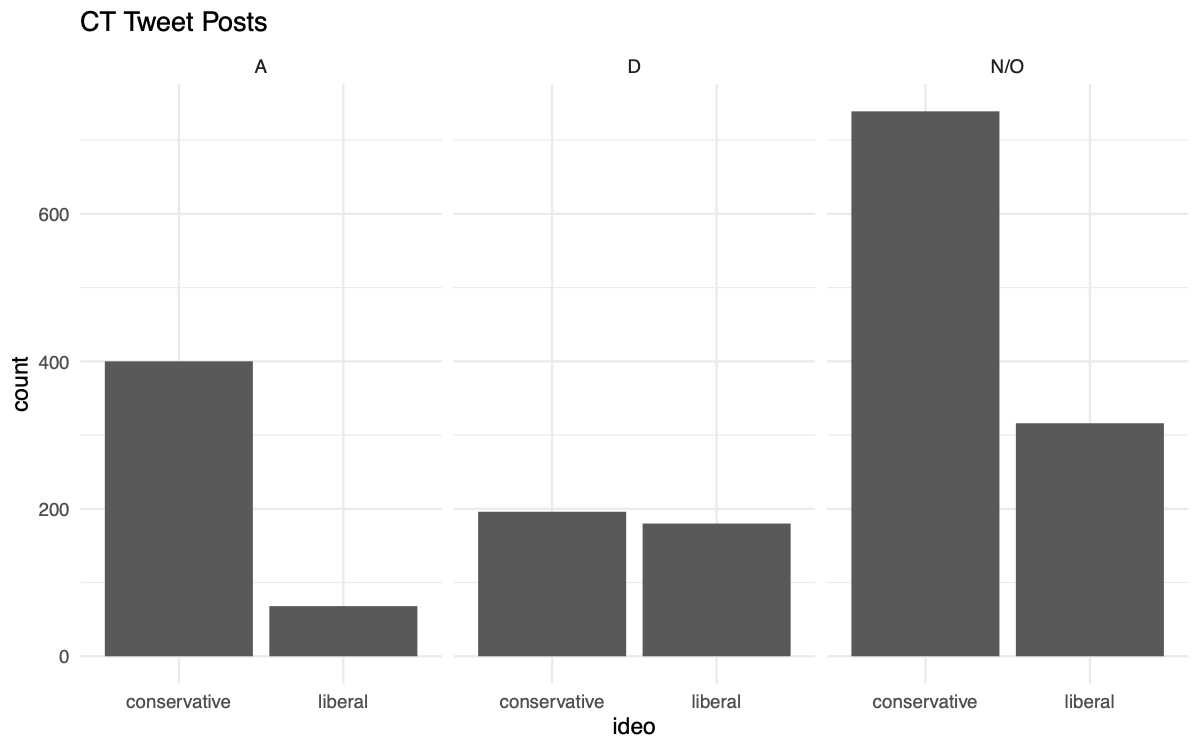 CT Tweet Posts
A D N/O
600
400
200
0
count
conservative liberal conservative liberal conservative liberal
ideo